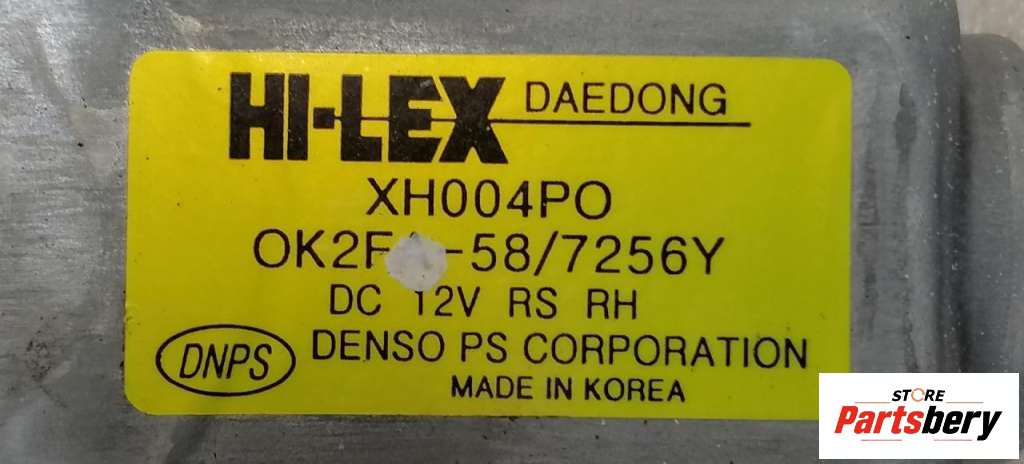 HI-LEX DAEDONG
XH004PO
-58/7256Y
DC 12V RS RH
DNPS DENSO PS CORPORATION
MADE IN KOREA
STORE
Partsbery